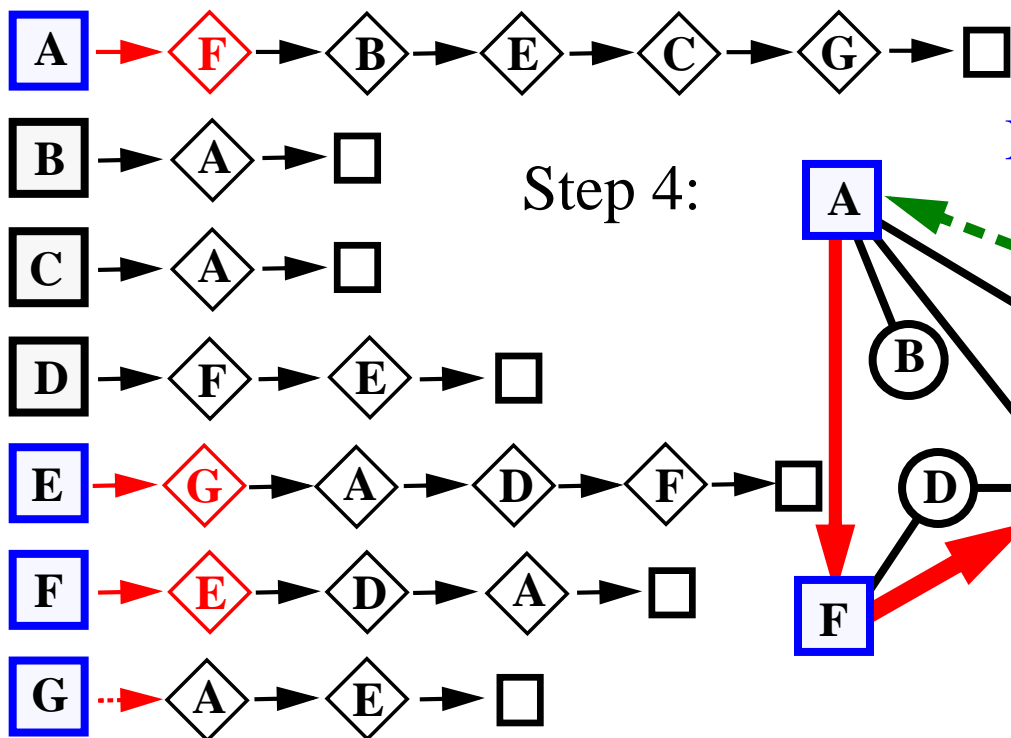 A F B E C G
B A
C A
D F E
E G A D F
F E D A
G A E
Step 4:
A
B
D
F